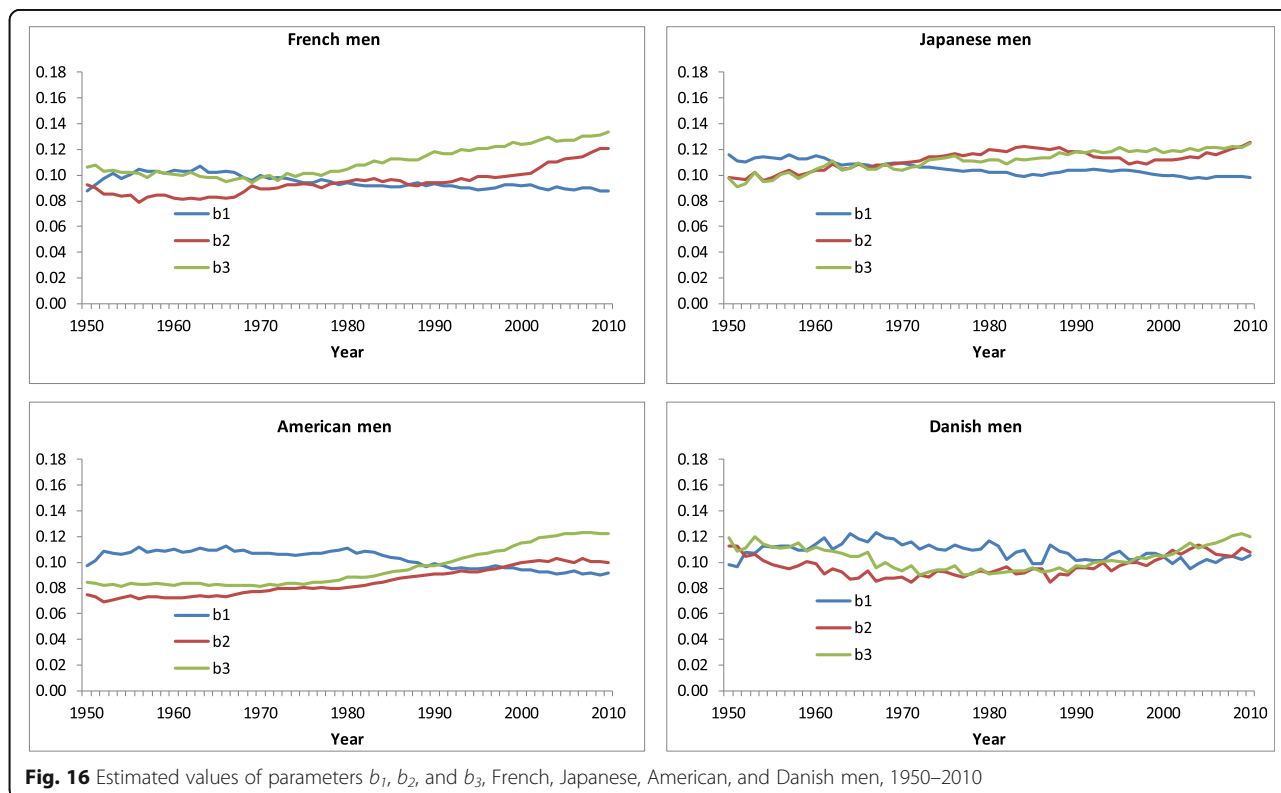 French men
0.18
0.16
0.14
0.12
0.10
0.08
0.06
0.04
0.02
0.00
b1
b2
b3
1950 1960 1970 1980 1990 2000 2010
Year
Japanese men
0.18
0.16
0.14
0.12
0.10
0.08
0.06
0.04
0.02
0.00
b1
b2
b3
1950 1960 1970 1980 1990 2000 2010
Year
American men
0.18
0.16
0.14
0.12
0.10
0.08
0.06
0.04
0.02
0.00
b1
b2
b3
1950 1960 1970 1980 1990 2000 2010
Year
Danish men
0.18
0.16
0.14
0.12
0.10
0.08
0.06
0.04
0.02
0.00
b1
b2
b3
1950 1960 1970 1980 1990 2000 2010
Year
Fig. 16 Estimated values of parameters b1, b2, and b3, French, Japanese, American, and Danish men, 1950–2010